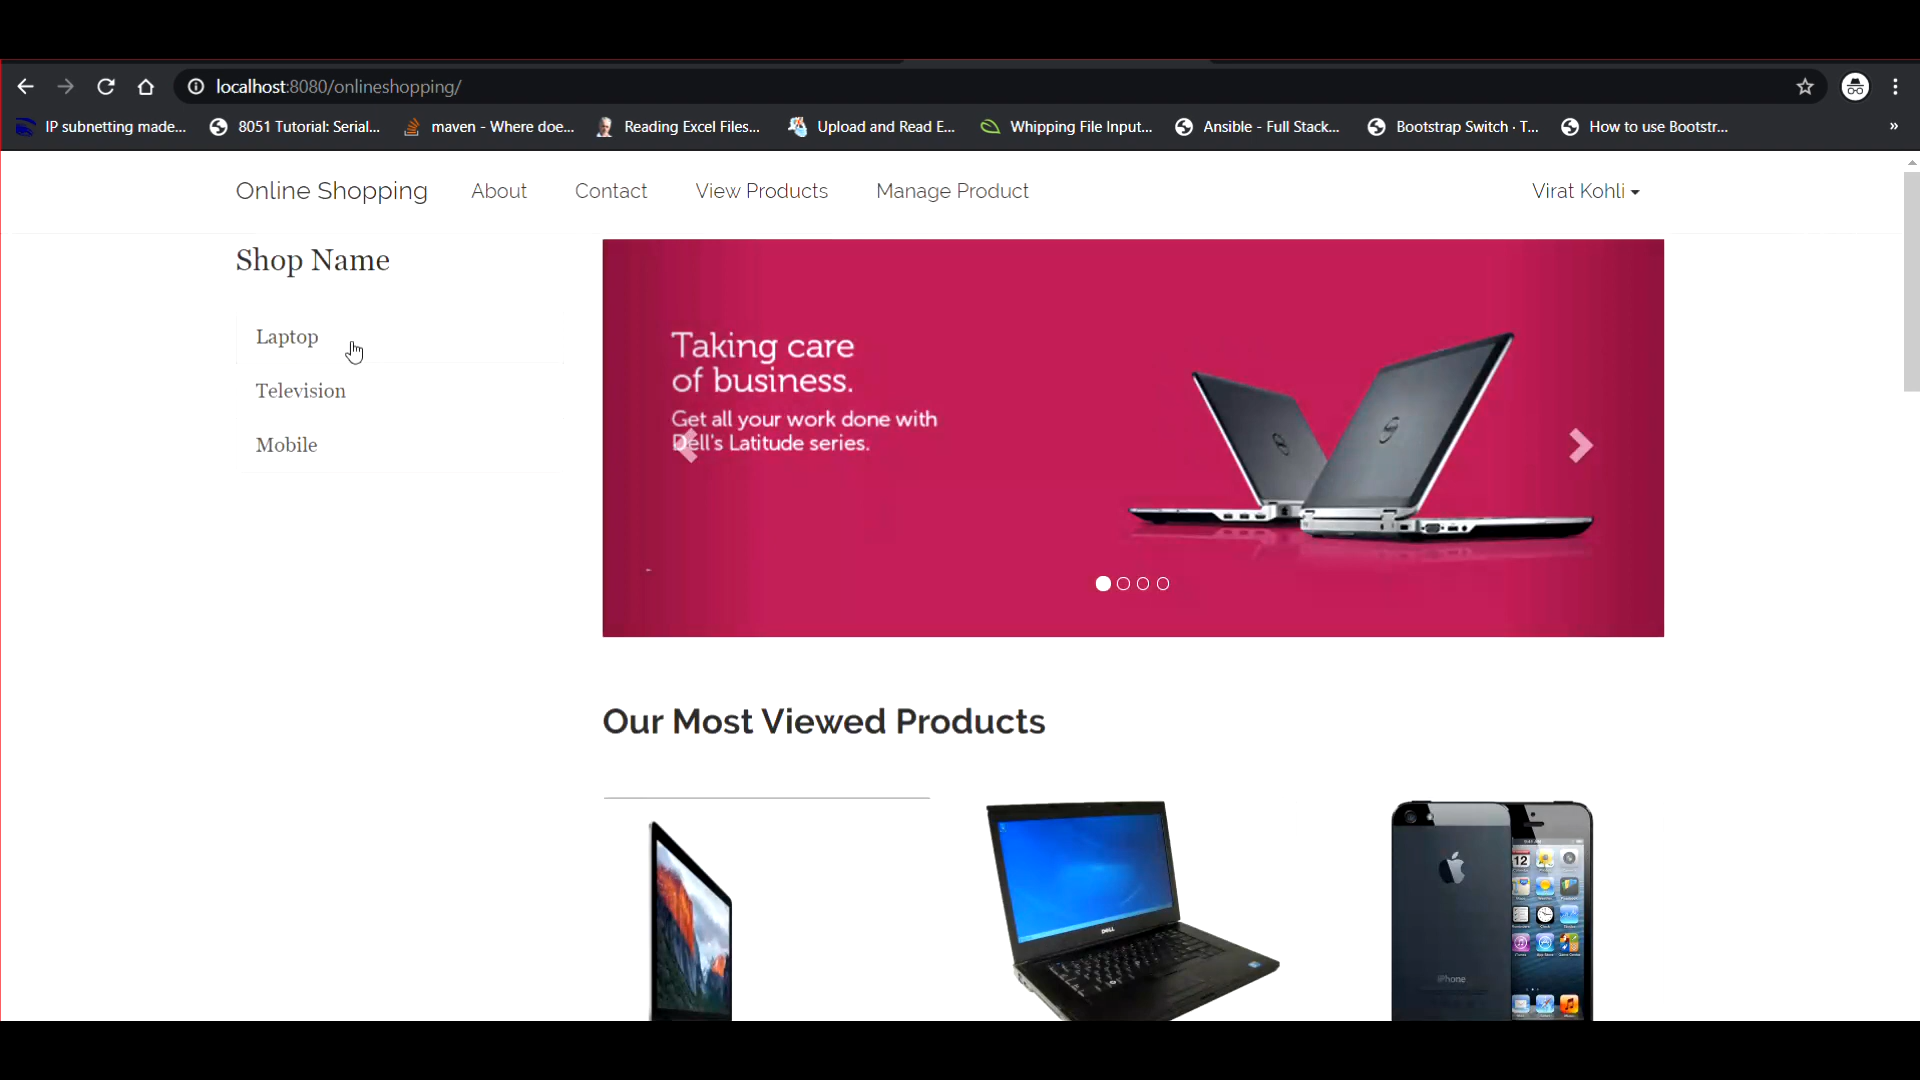 localhost:8080/onlineshopping/
IP subnetting made... 8051 Tutorial: Serial... maven - Where doe... Reading Excel Files... Upload and Read E... Whipping File Input... Ansible - Full Stack... Bootstrap Switch · T... How to use Bootstr... »
Online Shopping About Contact View Products Manage Product Virat Kohli
Shop Name
Laptop
Television
Mobile
Taking care
of business.
Get all your work done with
Dell's Latitude series.
Our Most Viewed Products
DELL
12
iPhone